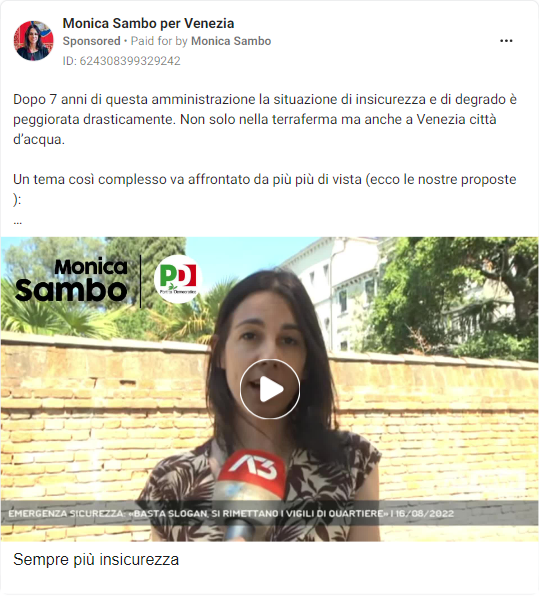 Monica Sambo per Venezia
Sponsored • Paid for by Monica Sambo
ID: 624308399329242
Dopo 7 anni di questa amministrazione la situazione di insicurezza e di degrado è
peggiorata drasticamente. Non solo nella terraferma ma anche a Venezia città
d'acqua.
Un tema così complesso va affrontato da più più di vista (ecco le nostre proposte
):
...
Monica
Sambo
PD
Partito Democratico
A3
EMERGENZA SICUREZZA: «BASTA SLOGAN, SI RIMETTANO I VIGILI DI QUARTIERE» | 16/08/2022
Sempre più insicurezza